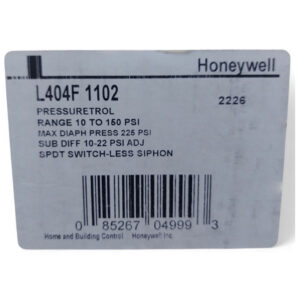 Honeywell
L404F 1102
2226
PRESSURETROL
RANGE 10 TO 150 PSI
MAX DIAPH PRESS 225 PSI
SUB DIFF 10-22 PSI ADJ
SPDT SWITCH-LESS SIPHON
0 85267 04999 3
Home and Building Control Honeywell Inc.